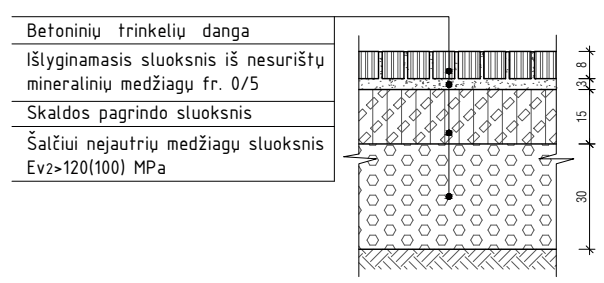 Betoninių trinkelių danga
Išlyginamasis sluoksnis iš nesurištų
mineralinių medžiagų fr. 0/5
Skaldos pagrindo sluoksnis
Šalčiui nejautrių medžiagų sluoksnis
Ev2>120(100) MPa
8
3
15
30